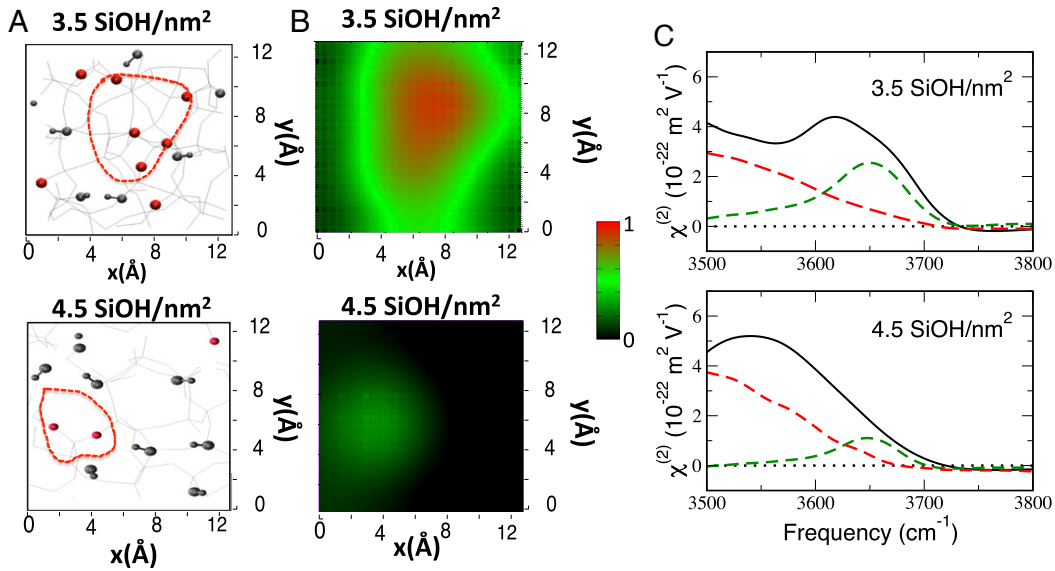 A
3.5 SiOH/nm²
12
8
4
0
y(Å)
0 4 8 12
x(Å)
B
3.5 SiOH/nm²
12
8
4
0
y(Å)
0 4 8 12
x(Å)
1
0
4.5 SiOH/nm²
12
8
4
0
y(Å)
0 4 8 12
x(Å)
4.5 SiOH/nm²
12
8
4
0
y(Å)
0 4 8 12
x(Å)
C
3.5 SiOH/nm²
6
4
2
0
χ⁽²⁾ (10⁻²² m² V⁻¹)
3500 3600 3700 3800
4.5 SiOH/nm²
6
4
2
0
χ⁽²⁾ (10⁻²² m² V⁻¹)
3500 3600 3700 3800
Frequency (cm⁻¹)